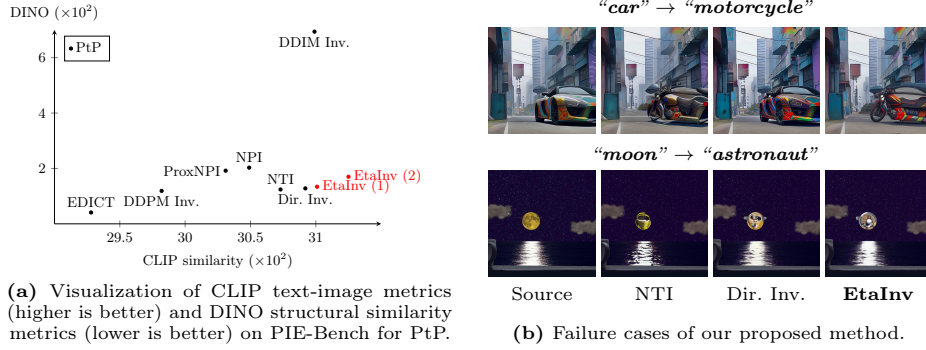 DINO (×10²)
6
4
2
PtP
DDIM Inv.
NPI
ProxNPI
NTI
EtaInv (2)
EtaInv (1)
EDICT
DDPM Inv.
Dir. Inv.
29.5 30 30.5 31
CLIP similarity (×10²)
(a) Visualization of CLIP text-image metrics
(higher is better) and DINO structural similarity
metrics (lower is better) on PIE-Bench for PtP.
“car” → “motorcycle”
“moon” → “astronaut”
Source NTI Dir. Inv. EtaInv
(b) Failure cases of our proposed method.